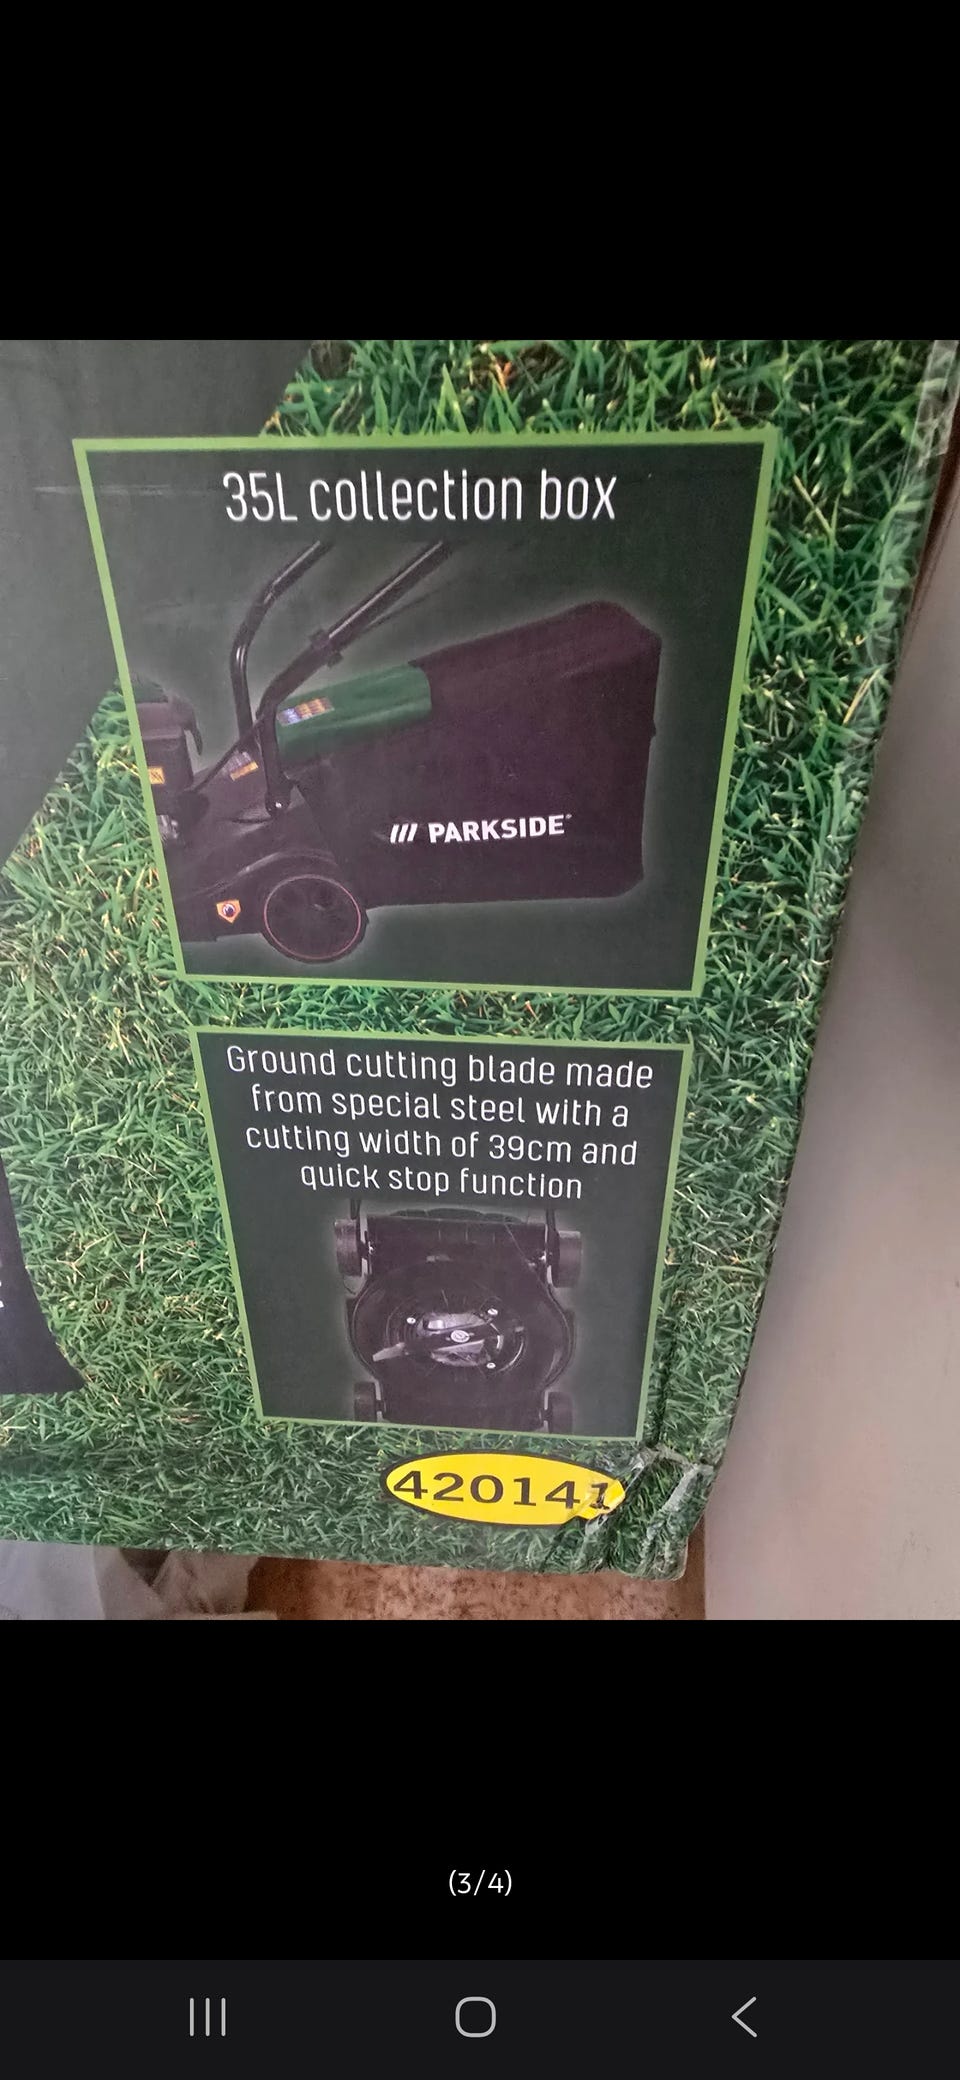 35L collection box
/// PARKSIDE®
Ground cutting blade made
from special steel with a
cutting width of 39cm and
quick stop function
420141
(3/4)